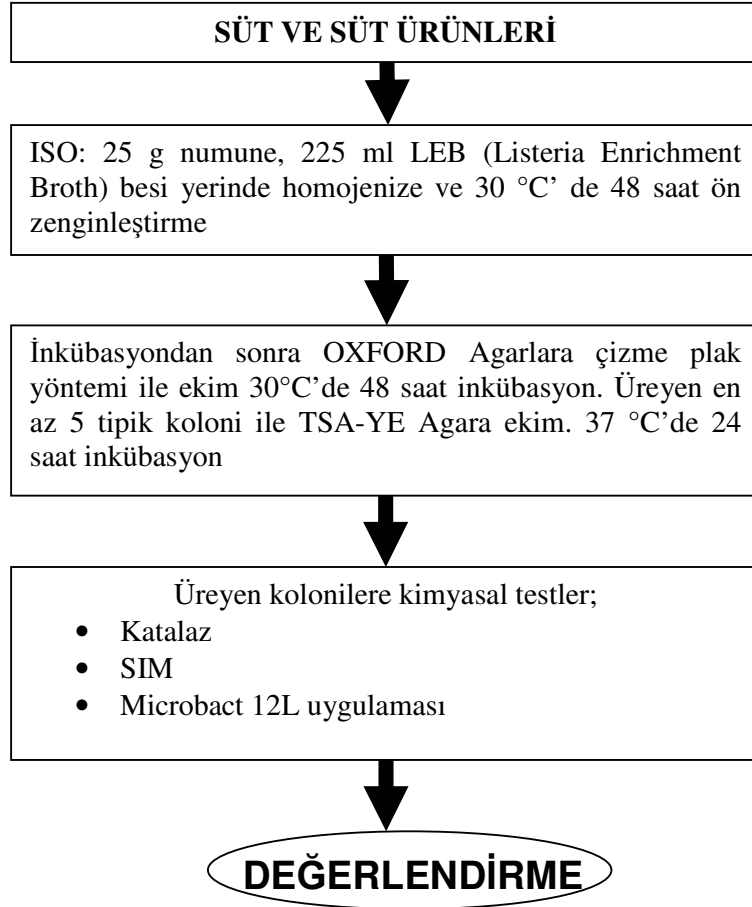 SÜT VE SÜT ÜRÜNLERİ
ISO: 25 g numune, 225 ml LEB (Listeria Enrichment
Broth) besi yerinde homojenize ve 30 °C’ de 48 saat ön
zenginleştirme
İnkübasyondan sonra OXFORD Agarlara çizme plak
yöntemi ile ekim 30°C’de 48 saat inkübasyon. Üreyen en
az 5 tipik koloni ile TSA-YE Agara ekim. 37 °C’de 24
saat inkübasyon
Üreyen kolonilere kimyasal testler;
• Katalaz
• SIM
• Microbact 12L uygulaması
DEĞERLENDİRME